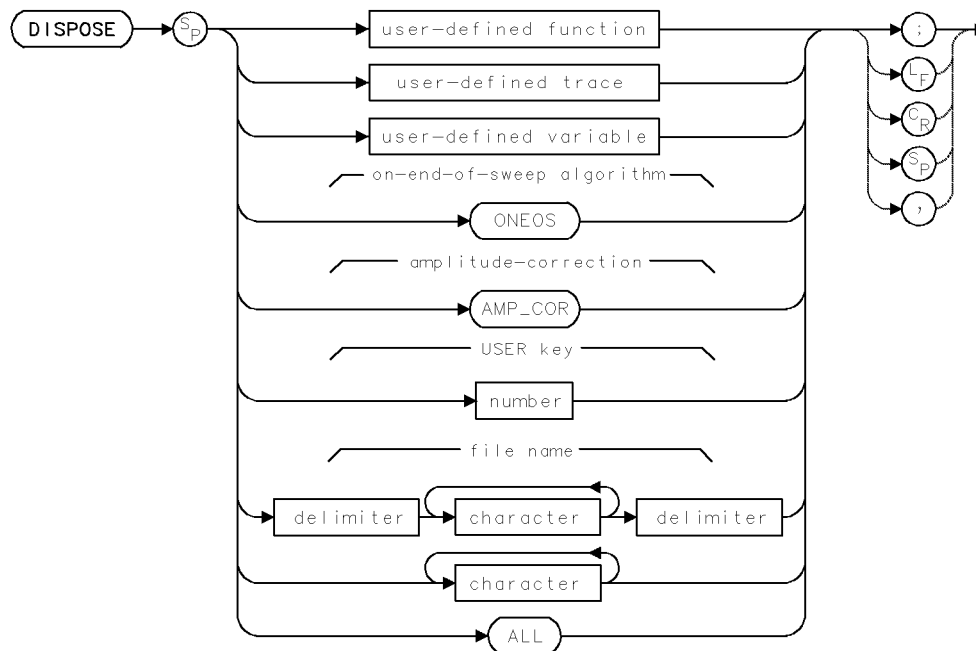 DISPOSE SP user-defined function ;
user-defined trace LF
user-defined variable CR
on-end-of-sweep algorithm SP
ONEOS ,
amplitude-correction
AMP_COR
USER key
number
file name
delimiter character delimiter
character
ALL